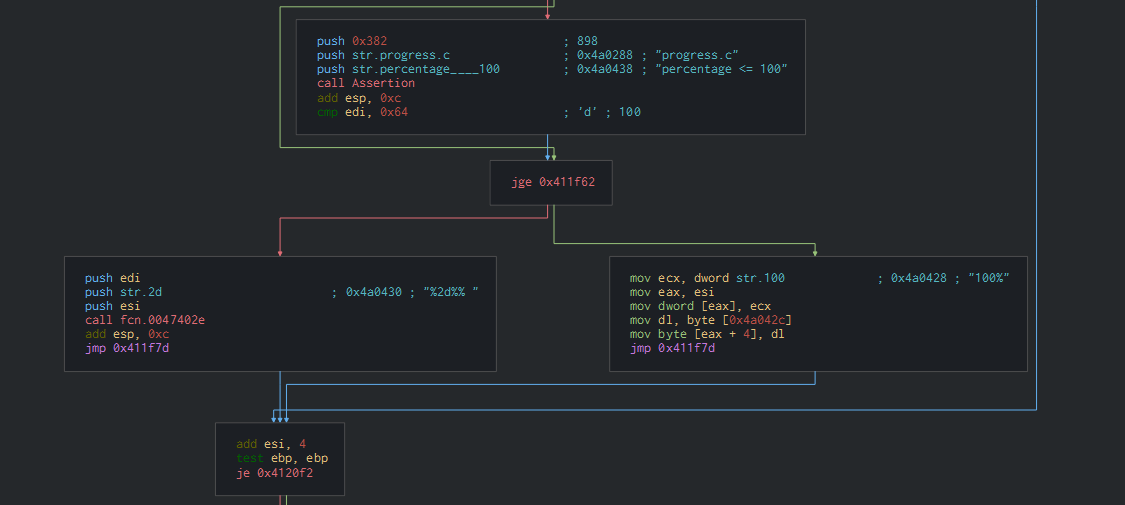 push 0x382 ; 898
push str.progress.c ; 0x4a0288 ; "progress.c"
push str.percentage____100 ; 0x4a0438 ; "percentage <= 100"
call Assertion
add esp, 0xc
cmp edi, 0x64 ; 'd' ; 100
jge 0x411f62
push edi
push str.2d ; 0x4a0430 ; "%2d%% "
push esi
call fcn.0047402e
add esp, 0xc
jmp 0x411f7d
mov ecx, dword str.100 ; 0x4a0428 ; "100%"
mov eax, esi
mov dword [eax], ecx
mov dl, byte [0x4a042c]
mov byte [eax + 4], dl
jmp 0x411f7d
add esi, 4
test ebp, ebp
je 0x4120f2